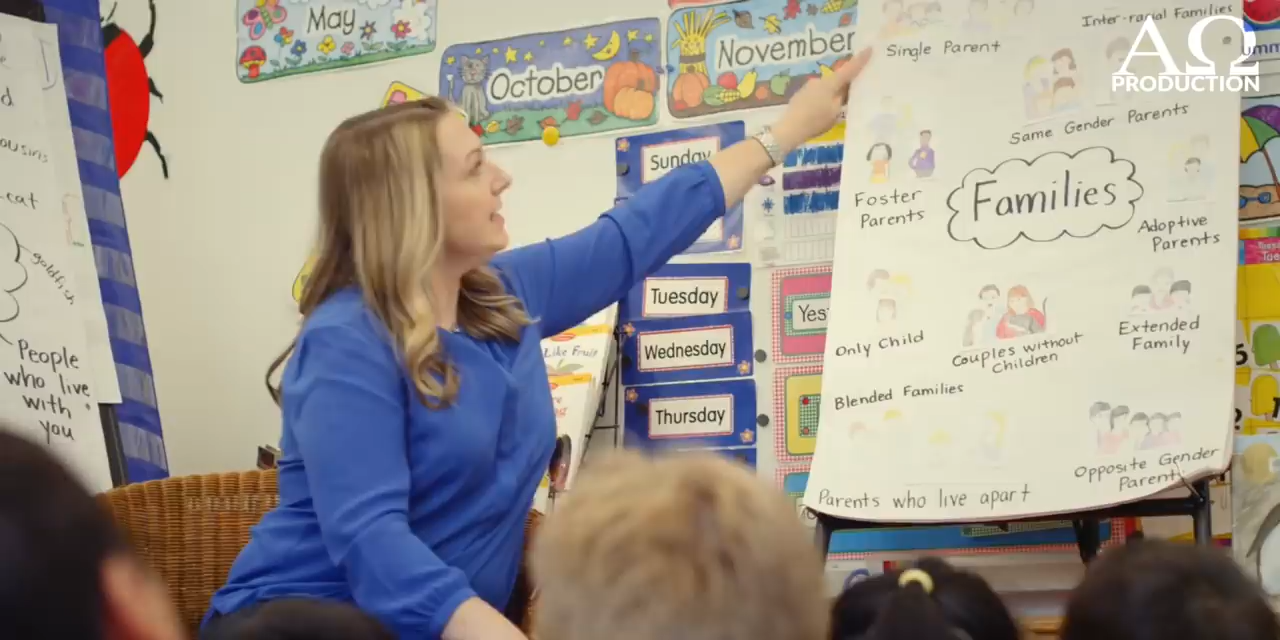 May
October
November
Sunday
Tuesday
Wednesday
Thursday
Yes
Like Fruit
cat
goldfish
People
who live
with
you
Single Parent
Inter-racial Families
Same Gender Parents
Families
Foster
Parents
Adoptive
Parents
Only Child
Couples without
Children
Extended
Family
Blended Families
Opposite Gender
Parent
Parents who live apart
ΑΩ
PRODUCTION